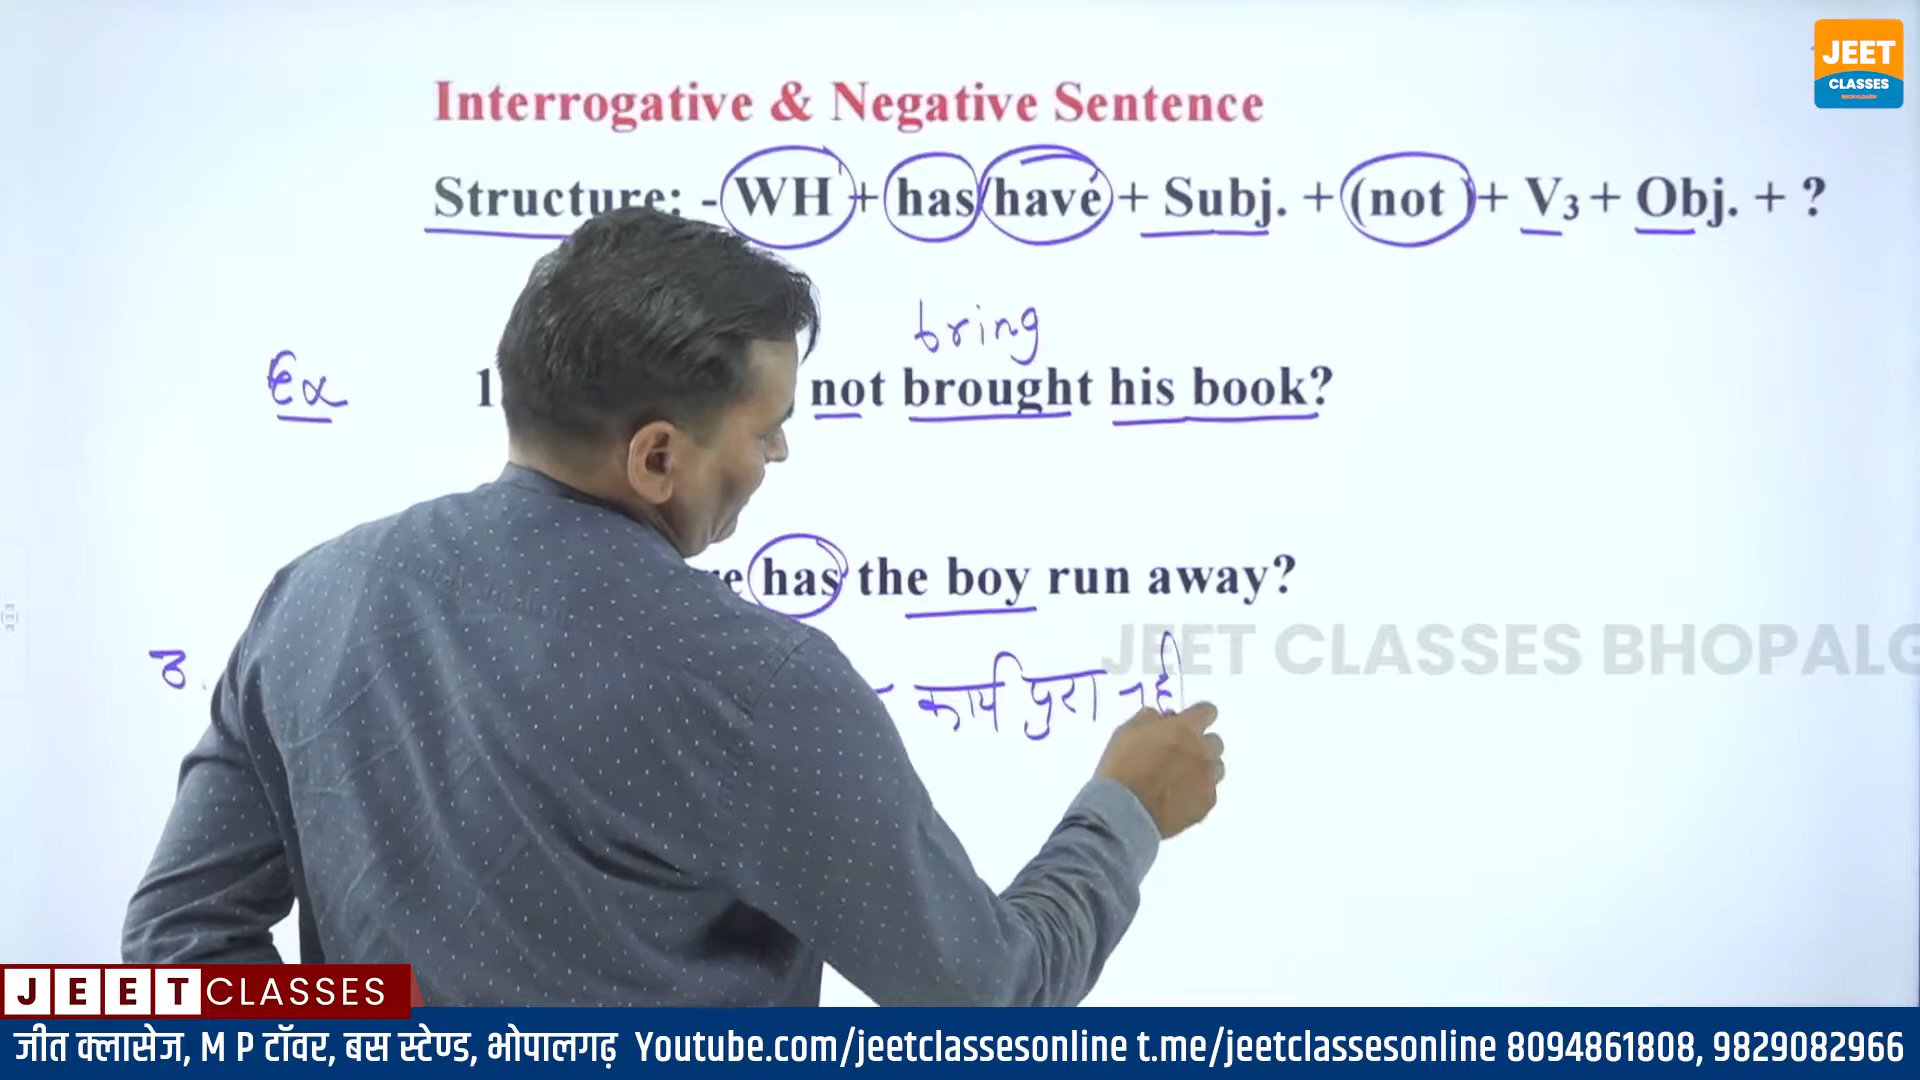 JEET
CLASSES
Interrogative & Negative Sentence
Structure: - WH + has/have + Subj. + (not ) + V₃ + Obj. + ?
bring
Ex 1. not brought his book?
has the boy run away?
JEET CLASSES BHOPALG
3. कार्य पुरा नही
JEET CLASSES
जीत क्लासेज, M P टॉवर, बस स्टेण्ड, भोपालगढ़ Youtube.com/jeetclassesonline t.me/jeetclassesonline 8094861808, 9829082966